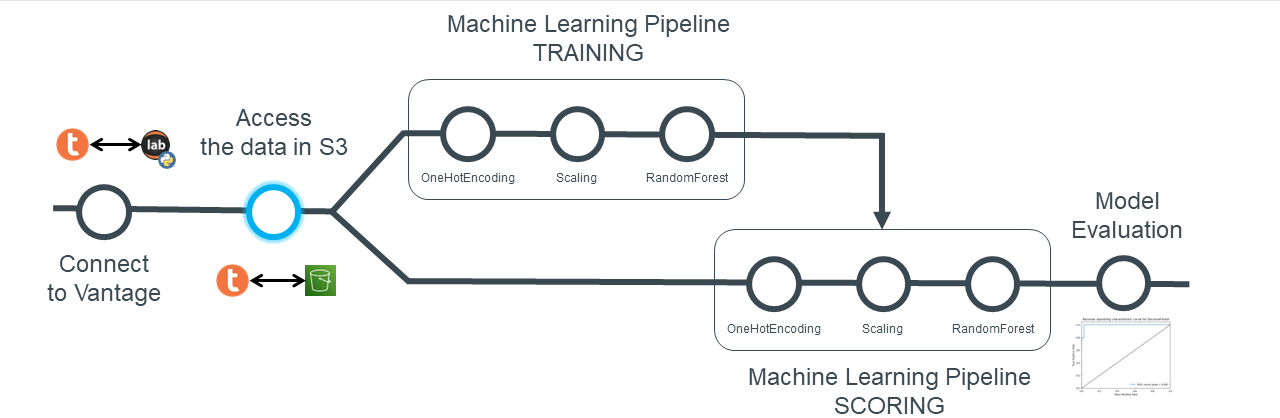 Machine Learning Pipeline
TRAINING
Access
the data in S3
t
lab
OneHotEncoding
Scaling
RandomForest
Connect
to Vantage
t
Model
Evaluation
OneHotEncoding
Scaling
RandomForest
Machine Learning Pipeline
SCORING